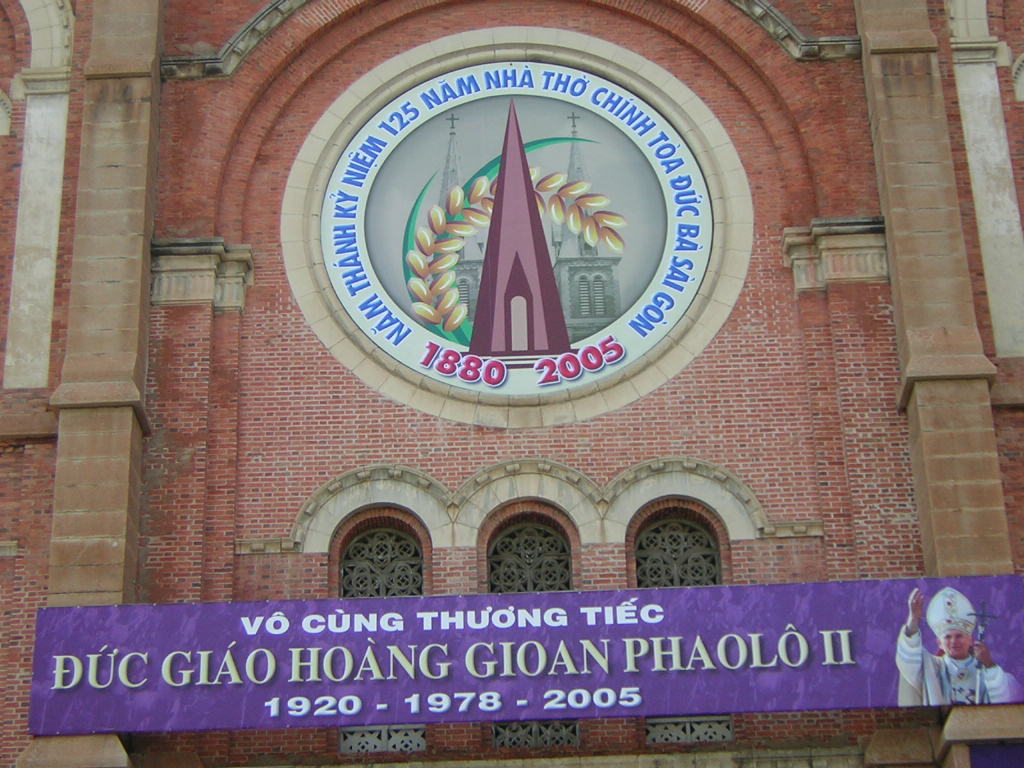 NĂM THÁNH KỶ NIỆM 125 NĂM NHÀ THỜ CHÍNH TÒA ĐỨC BÀ SÀI GÒN
1880 2005
VÔ CÙNG THƯƠNG TIẾC
ĐỨC GIÁO HOÀNG GIOAN PHAOLÔ II
1920 - 1978 - 2005